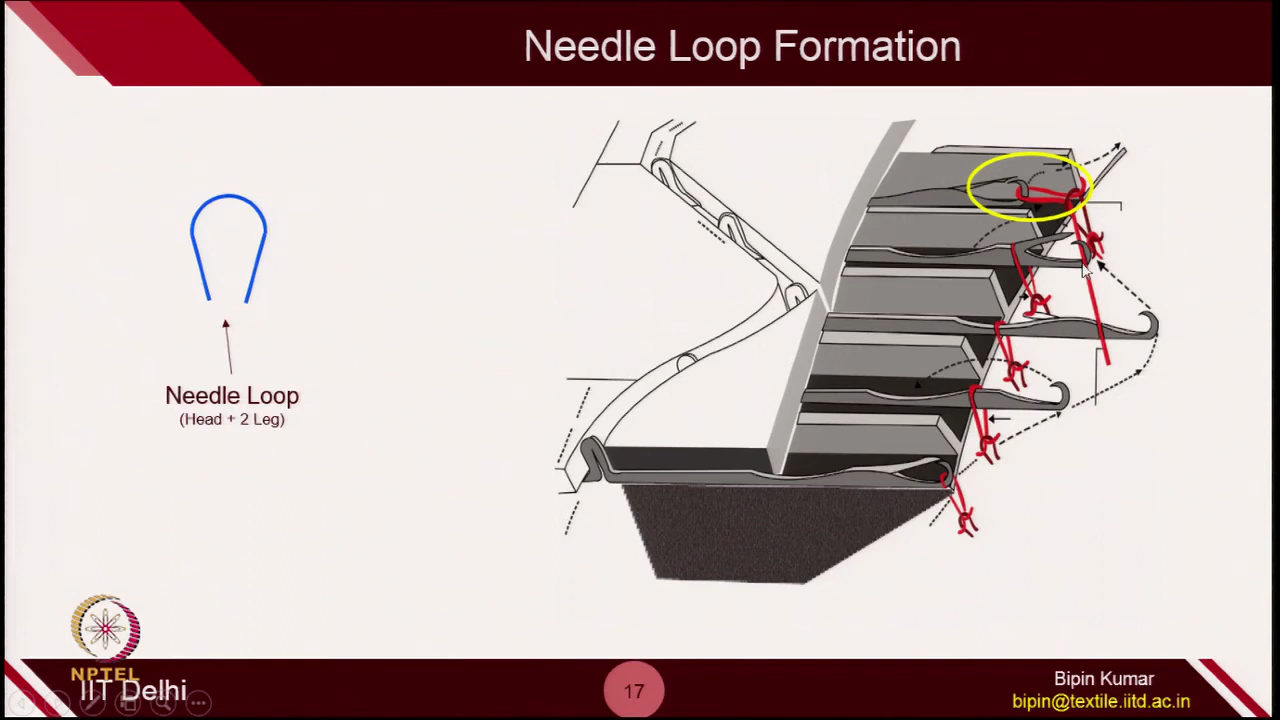 Needle Loop Formation
Needle Loop
(Head + 2 Leg)
NPTEL
IIT Delhi
17
Bipin Kumar
bipin@textile.iitd.ac.in